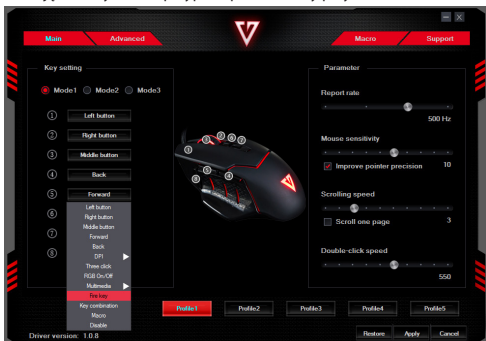 Main
Advanced
Macro
Support
Key setting
Mode1 Mode2 Mode3
1 Left button
2 Right button
3 Middle button
4 Back
5 Forward
6
7
8
Left button
Right button
Middle button
Forward
Back
DPI
Three click
RGB On/Off
Multimedia
Fire key
Key combination
Macro
Disable
Parameter
Report rate
500 Hz
Mouse sensitivity
Improve pointer precision 10
Scrolling speed
Scroll one page 3
Double-click speed
550
Profile1 Profile2 Profile3 Profile4 Profile5
Driver version: 1.0.8
Restore Apply Cancel